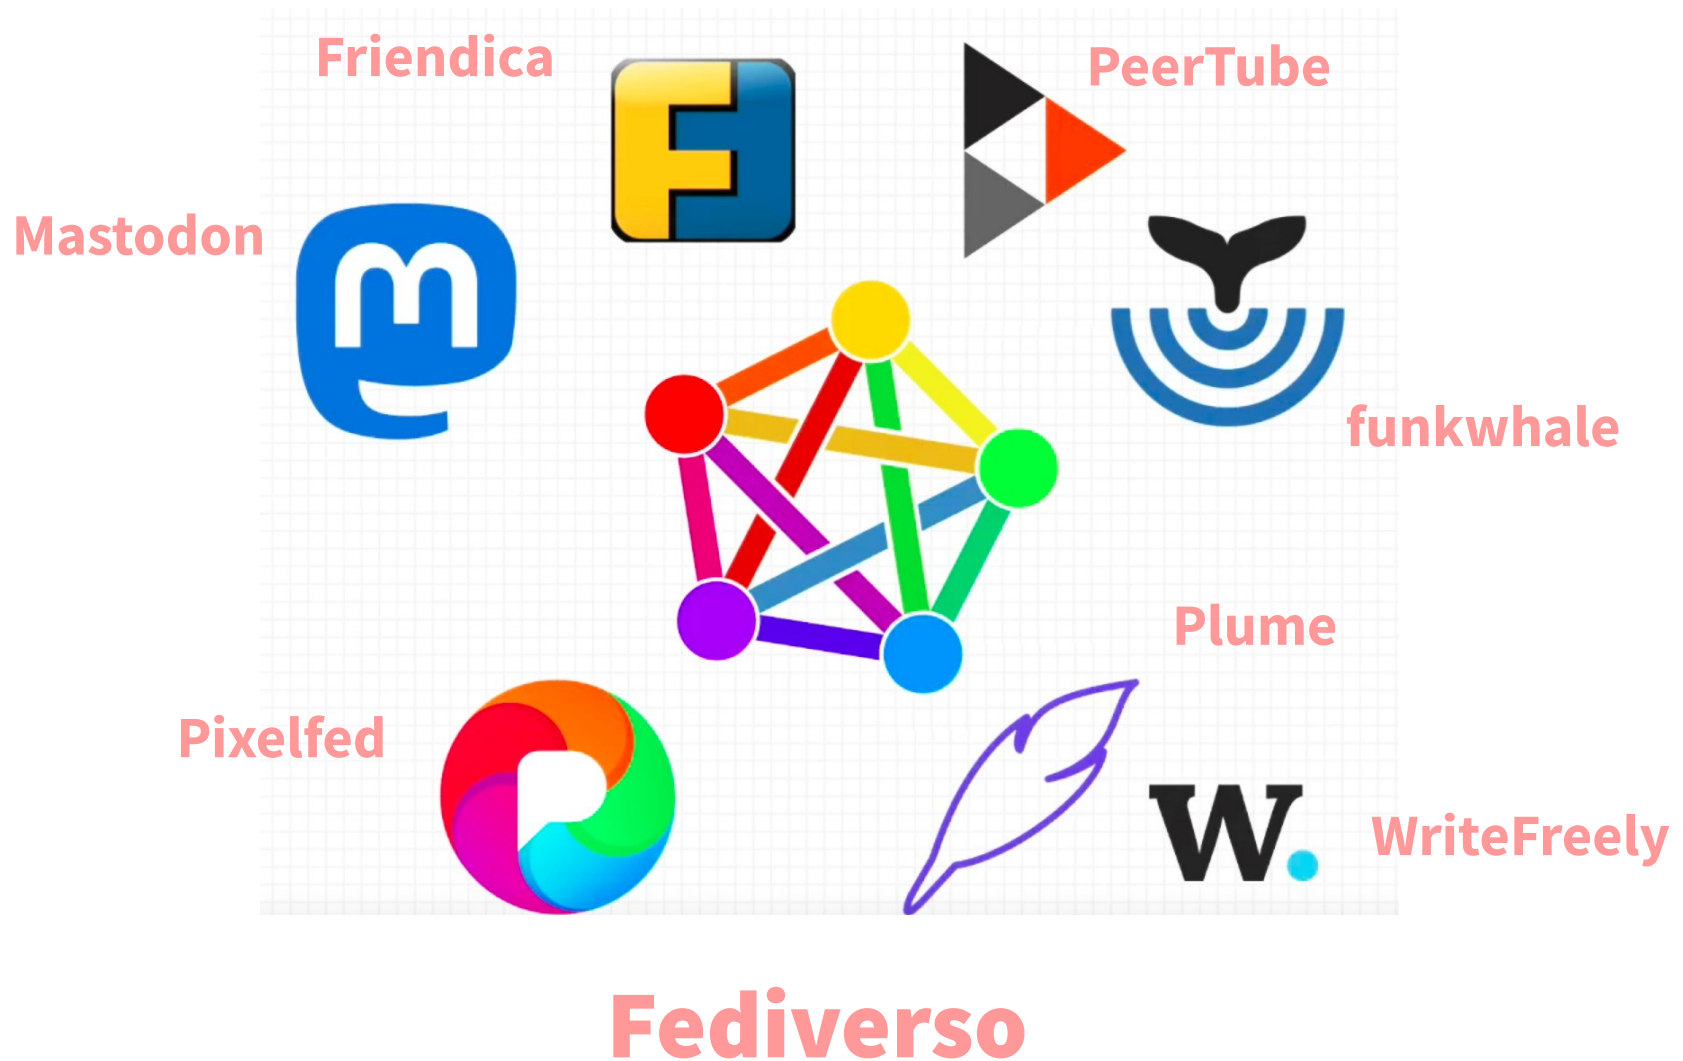 Friendica
PeerTube
Mastodon
funkwhale
Plume
Pixelfed
W.
WriteFreely
Fediverso